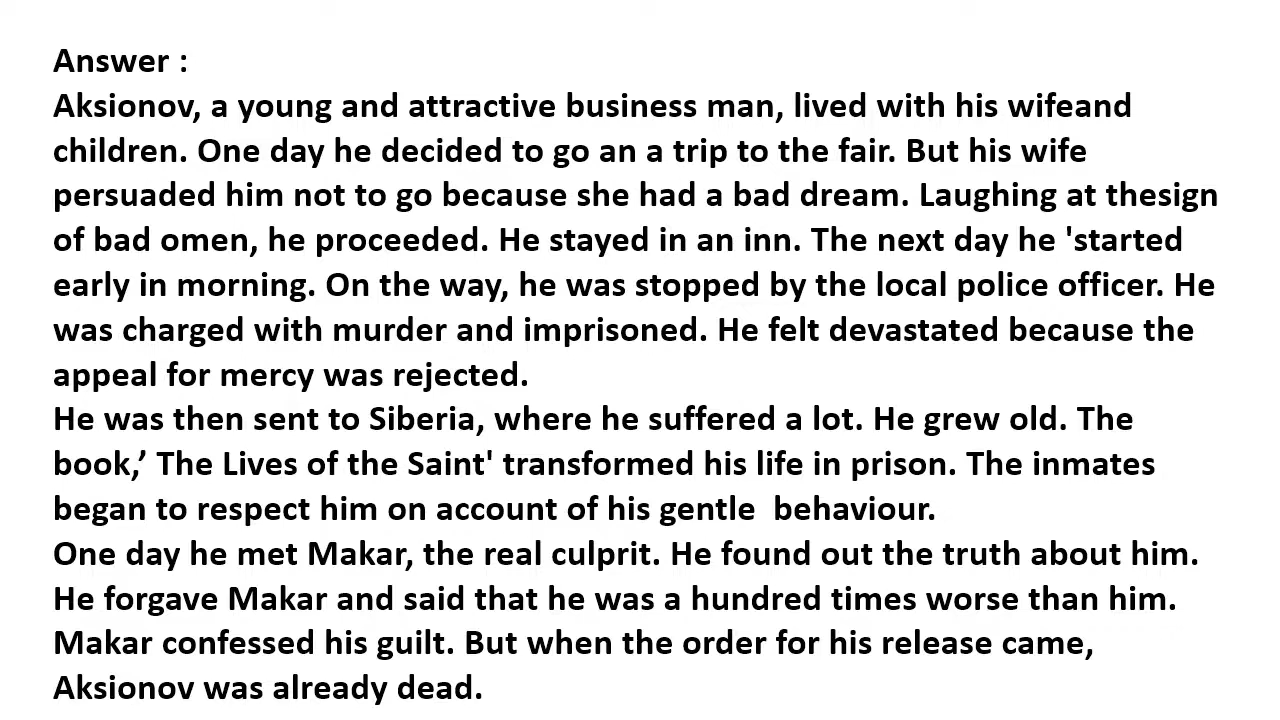 Answer :
Aksionov, a young and attractive business man, lived with his wifeand
children. One day he decided to go an a trip to the fair. But his wife
persuaded him not to go because she had a bad dream. Laughing at thesign
of bad omen, he proceeded. He stayed in an inn. The next day he 'started
early in morning. On the way, he was stopped by the local police officer. He
was charged with murder and imprisoned. He felt devastated because the
appeal for mercy was rejected.
He was then sent to Siberia, where he suffered a lot. He grew old. The
book,’ The Lives of the Saint' transformed his life in prison. The inmates
began to respect him on account of his gentle  behaviour.
One day he met Makar, the real culprit. He found out the truth about him.
He forgave Makar and said that he was a hundred times worse than him.
Makar confessed his guilt. But when the order for his release came,
Aksionov was already dead.